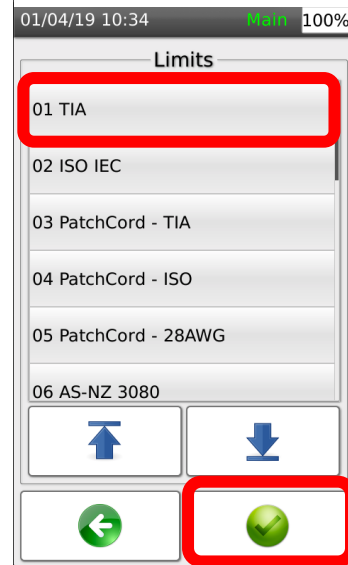 01/04/19 10:34 Main 100%
Limits
01 TIA
02 ISO IEC
03 PatchCord - TIA
04 PatchCord - ISO
05 PatchCord - 28AWG
06 AS-NZ 3080